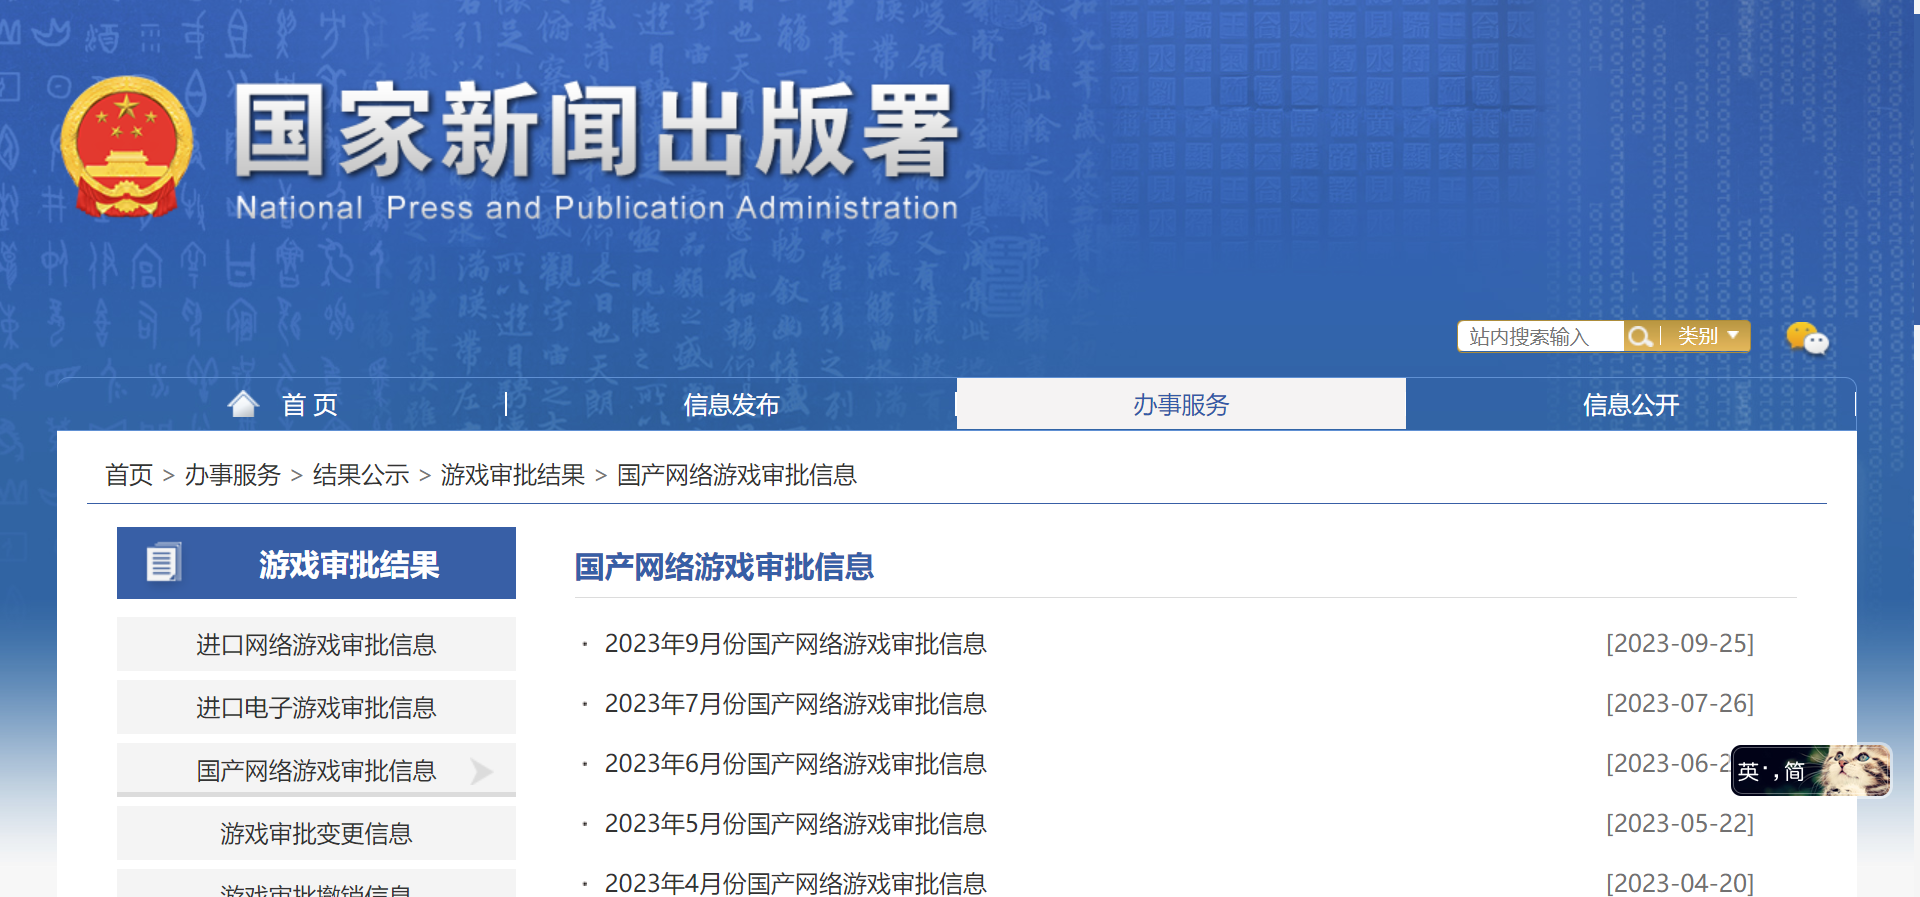 国家新闻出版署
National Press and Publication Administration
站内搜索输入 类别
首 页 信息发布 办事服务 信息公开
首页 > 办事服务 > 结果公示 > 游戏审批结果 > 国产网络游戏审批信息
游戏审批结果
进口网络游戏审批信息
进口电子游戏审批信息
国产网络游戏审批信息
游戏审批变更信息
游戏审批撤销信息
国产网络游戏审批信息
· 2023年9月份国产网络游戏审批信息 [2023-09-25]
· 2023年7月份国产网络游戏审批信息 [2023-07-26]
· 2023年6月份国产网络游戏审批信息 [2023-06-2
· 2023年5月份国产网络游戏审批信息 [2023-05-22]
· 2023年4月份国产网络游戏审批信息 [2023-04-20]
英 ·, 简